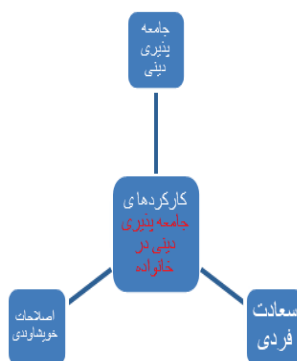 جامعه
پذیری
دینی
کارکردهای
جامعه پذیری
دینی در
خانواده
اصلاحات
خویشاوندی
سعادت
فردی